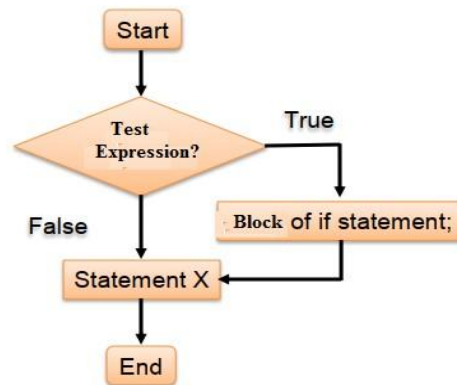 Start
Test
Expression?
True
False
Block of if statement;
Statement X
End